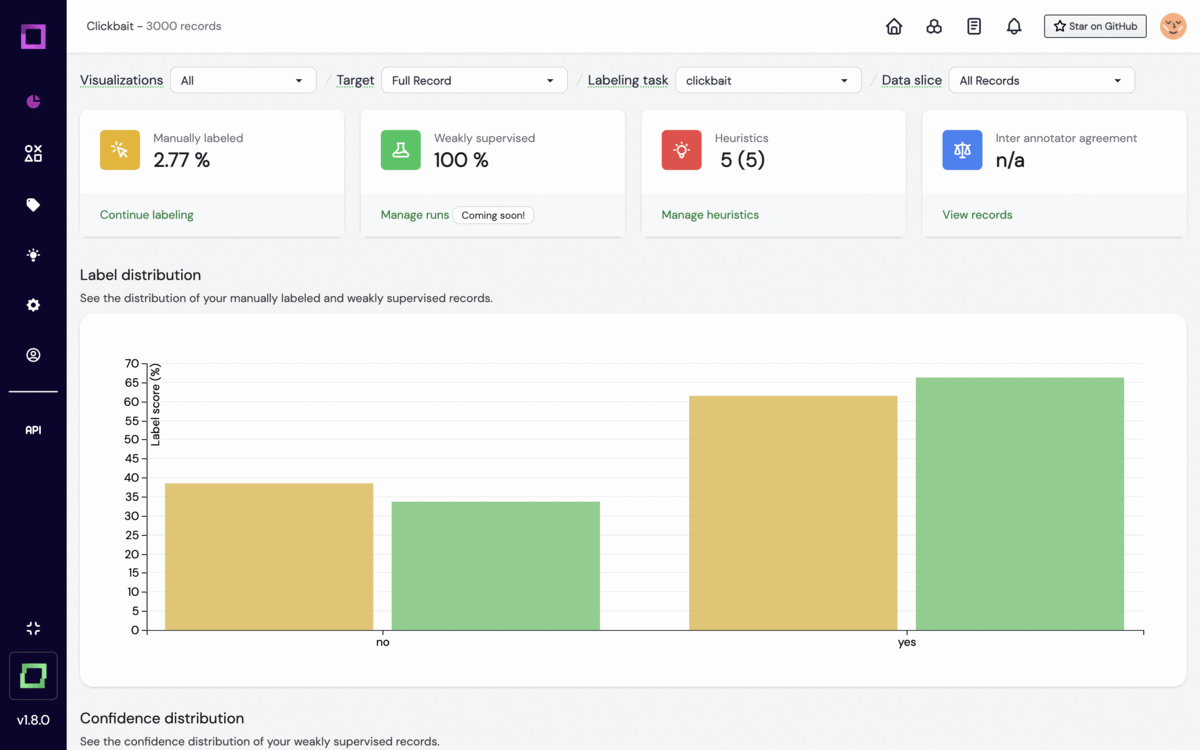 Clickbait - 3000 records
Star on GitHub
Visualizations All / Target Full Record / Labeling task clickbait / Data slice All Records
Manually labeled
2.77 %
Continue labeling
Weakly supervised
100 %
Manage runs Coming soon!
Heuristics
5 (5)
Manage heuristics
Inter annotator agreement
n/a
View records
API
v1.8.0
Label distribution
See the distribution of your manually labeled and weakly supervised records.
Label score (%)
70
65
60
55
50
45
40
35
30
25
20
15
10
5
0
no
yes
Confidence distribution
See the confidence distribution of your weakly supervised records.